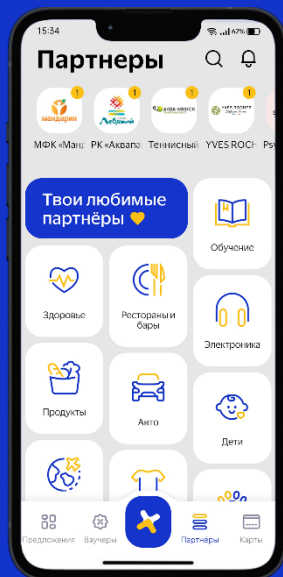 15:34
62%
Партнеры
1
1
1
1
мандарин
Лебяжий
АКВА-МИНСК
YVES ROCHER
МФК «Манд
РК «Аквапа
Теннисный
YVES ROCH
Psy
Твои любимые
партнёры
Обучение
Здоровье
Рестораны и
бары
Электроника
Продукты
Авто
Дети
Предложения
Ваучеры
Партнёры
Карты